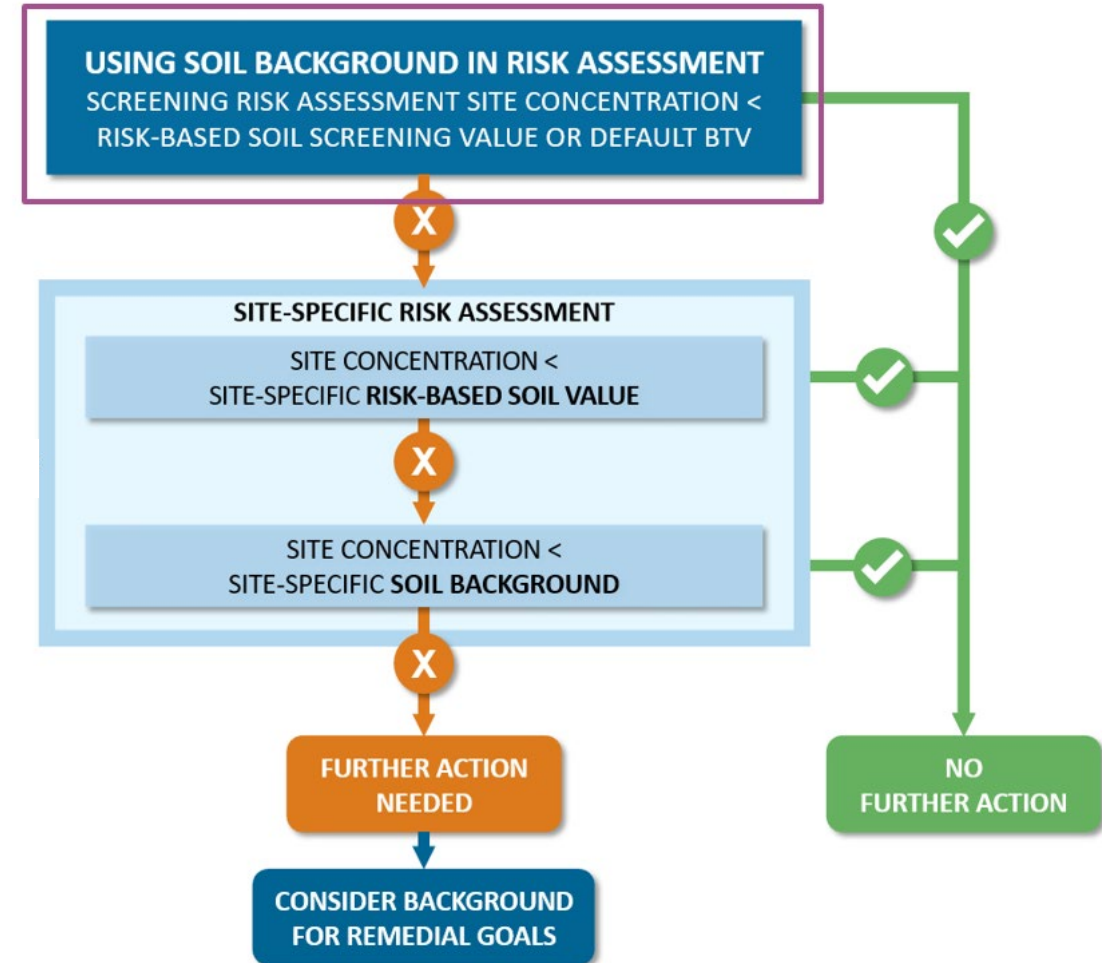 USING SOIL BACKGROUND IN RISK ASSESSMENT
SCREENING RISK ASSESSMENT SITE CONCENTRATION <
RISK-BASED SOIL SCREENING VALUE OR DEFAULT BTV
X
SITE-SPECIFIC RISK ASSESSMENT
SITE CONCENTRATION <
SITE-SPECIFIC RISK-BASED SOIL VALUE
X
SITE CONCENTRATION <
SITE-SPECIFIC SOIL BACKGROUND
X
FURTHER ACTION
NEEDED
NO
FURTHER ACTION
CONSIDER BACKGROUND
FOR REMEDIAL GOALS